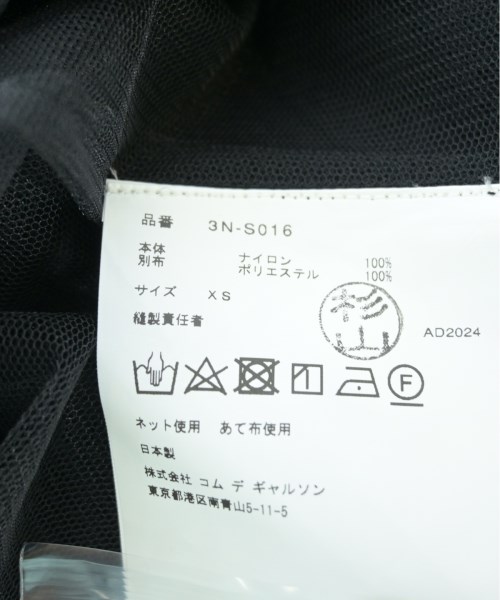 品番 3N-S016
本体 ナイロン 100%
別布 ポリエステル 100%
サイズ XS
縫製責任者 杉山
AD2024
F
ネット使用 あて布使用
日本製
株式会社 コム デ ギャルソン
東京都港区南青山5-11-5